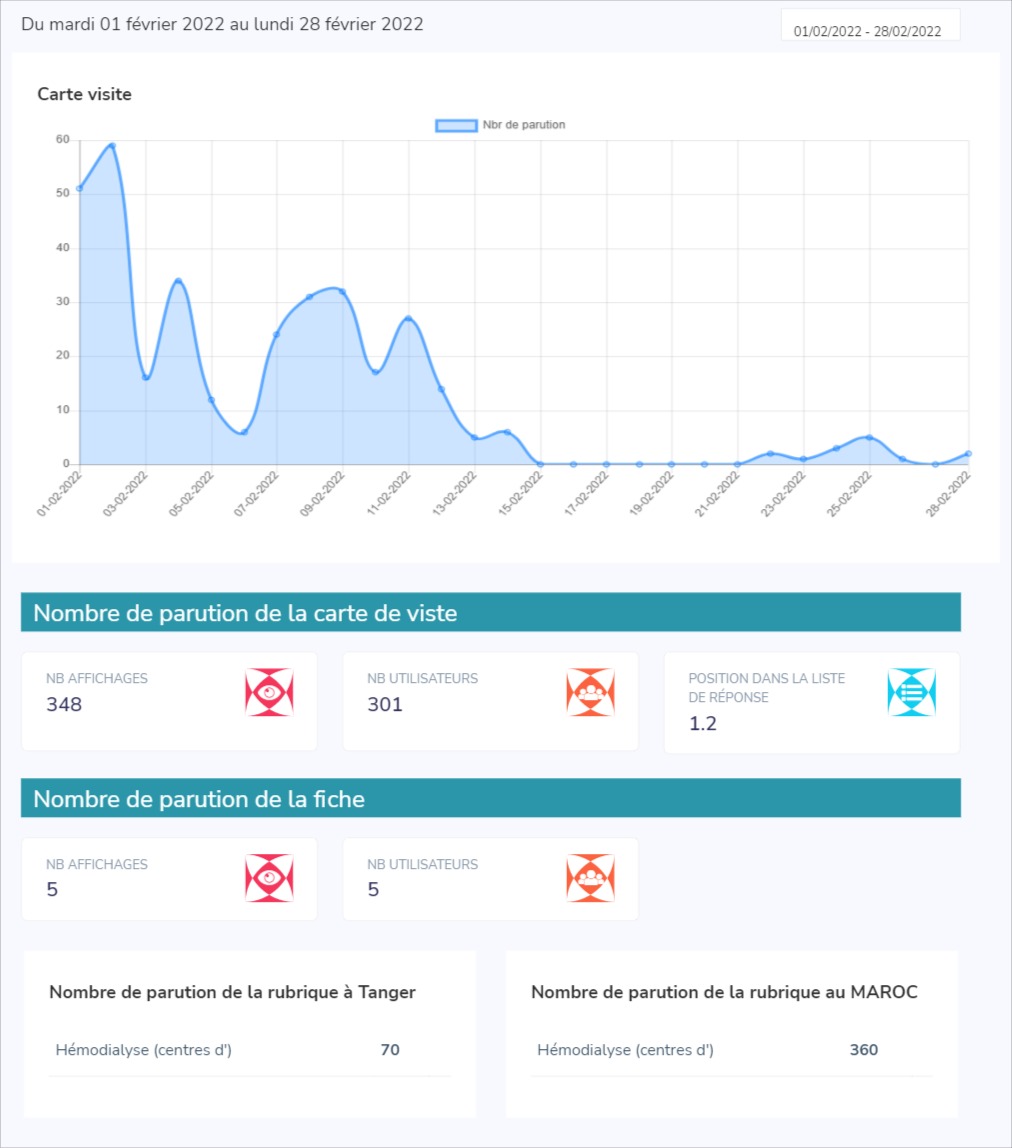 Du mardi 01 février 2022 au lundi 28 février 2022
01/02/2022 - 28/02/2022
Carte visite
Nbr de parution
60
50
40
30
20
10
0
01-02-2022
03-02-2022
05-02-2022
07-02-2022
09-02-2022
11-02-2022
13-02-2022
15-02-2022
17-02-2022
19-02-2022
21-02-2022
23-02-2022
25-02-2022
28-02-2022
Nombre de parution de la carte de viste
NB AFFICHAGES
348
NB UTILISATEURS
301
POSITION DANS LA LISTE
DE RÉPONSE
1.2
Nombre de parution de la fiche
NB AFFICHAGES
5
NB UTILISATEURS
5
Nombre de parution de la rubrique à Tanger
Hémodialyse (centres d') 70
Nombre de parution de la rubrique au MAROC
Hémodialyse (centres d') 360